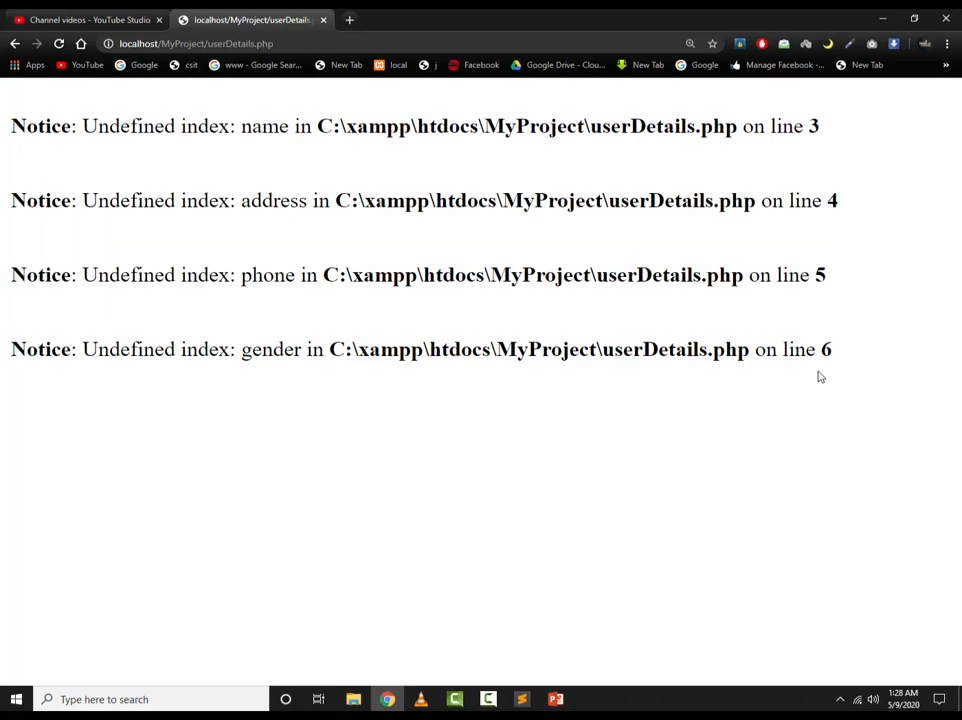 Channel videos - YouTube Studio
localhost/MyProject/userDetails.
localhost/MyProject/userDetails.php
Apps YouTube Google csit www - Google Sear... New Tab local j Facebook Google Drive - Clou... New Tab Google Manage Facebook -... New Tab »
Notice: Undefined index: name in C:\xampp\htdocs\MyProject\userDetails.php on line 3
Notice: Undefined index: address in C:\xampp\htdocs\MyProject\userDetails.php on line 4
Notice: Undefined index: phone in C:\xampp\htdocs\MyProject\userDetails.php on line 5
Notice: Undefined index: gender in C:\xampp\htdocs\MyProject\userDetails.php on line 6
Type here to search
1:28 AM
5/9/2020